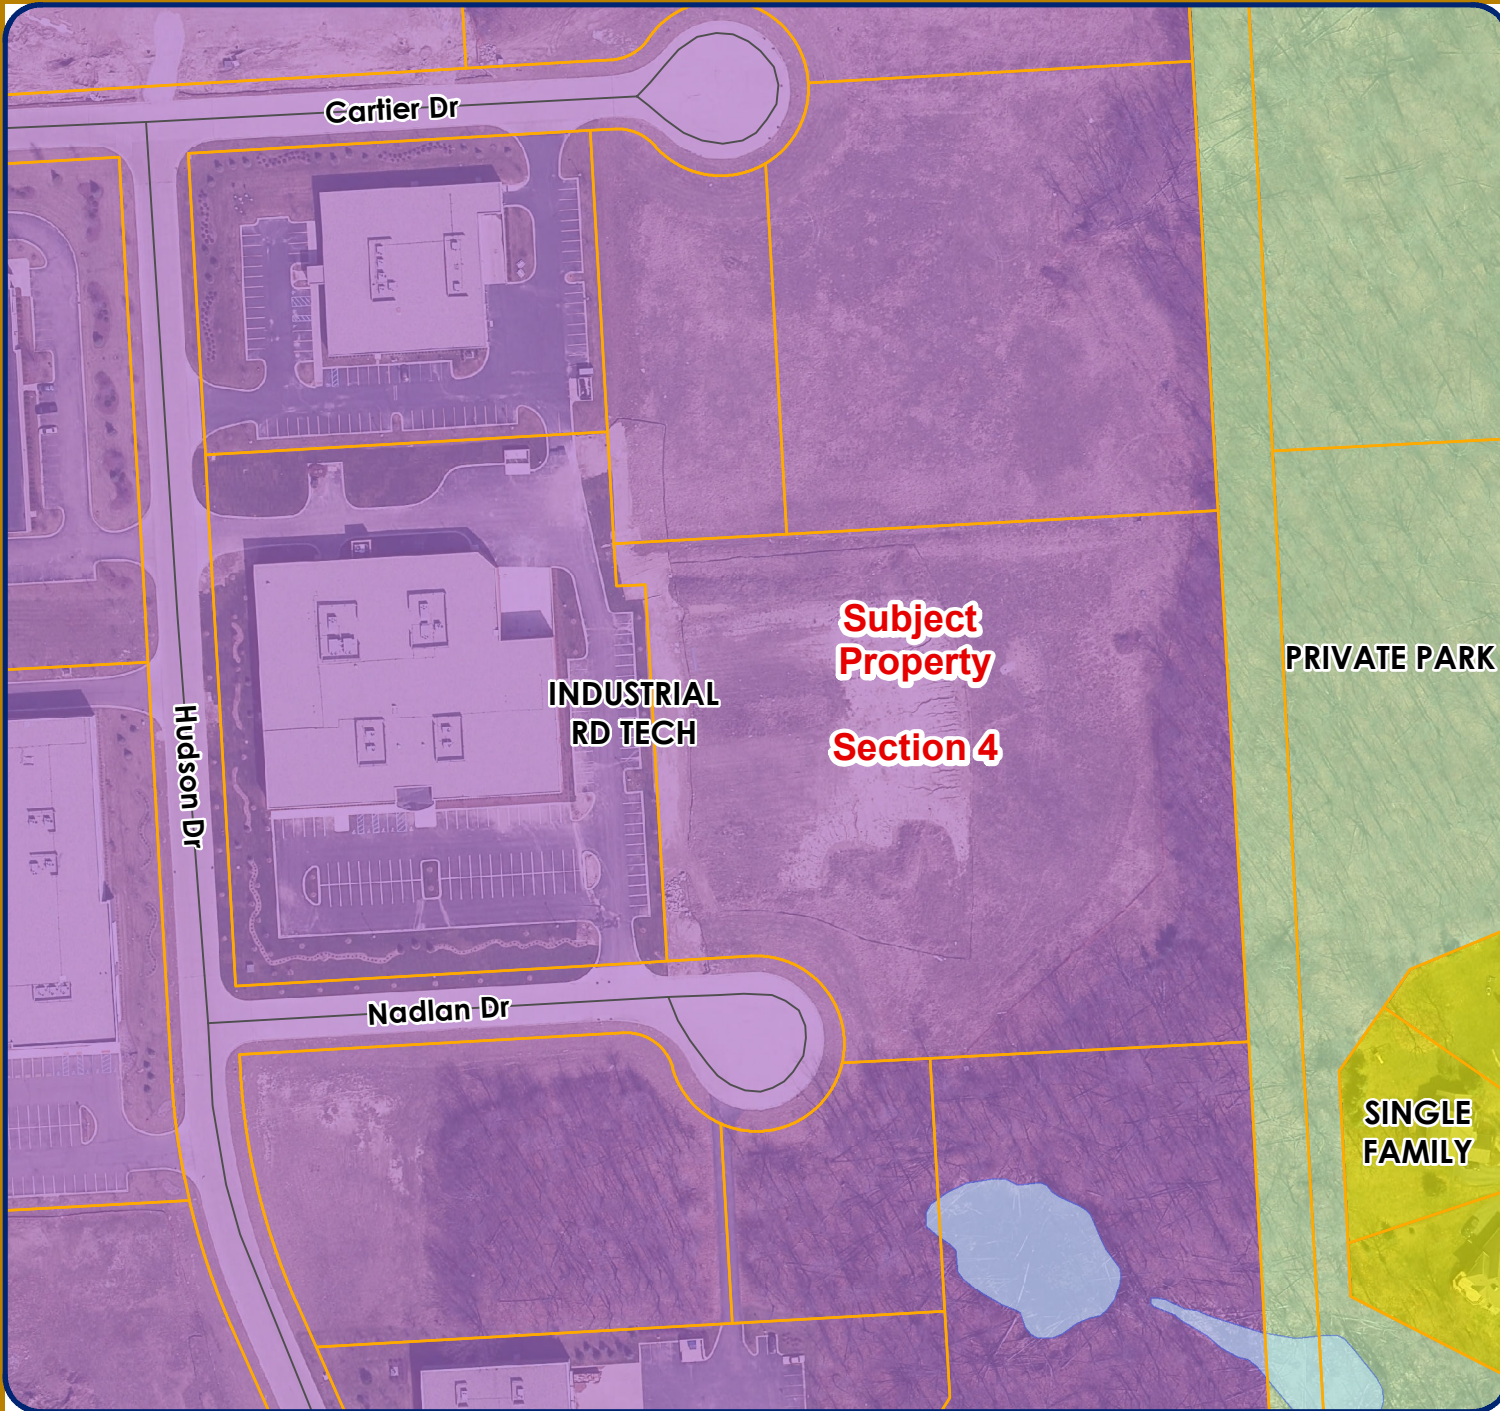 Cartier Dr
Subject
Property
Section 4
PRIVATE PARK
INDUSTRIAL
RD TECH
Hudson Dr
Nadlan Dr
SINGLE
FAMILY